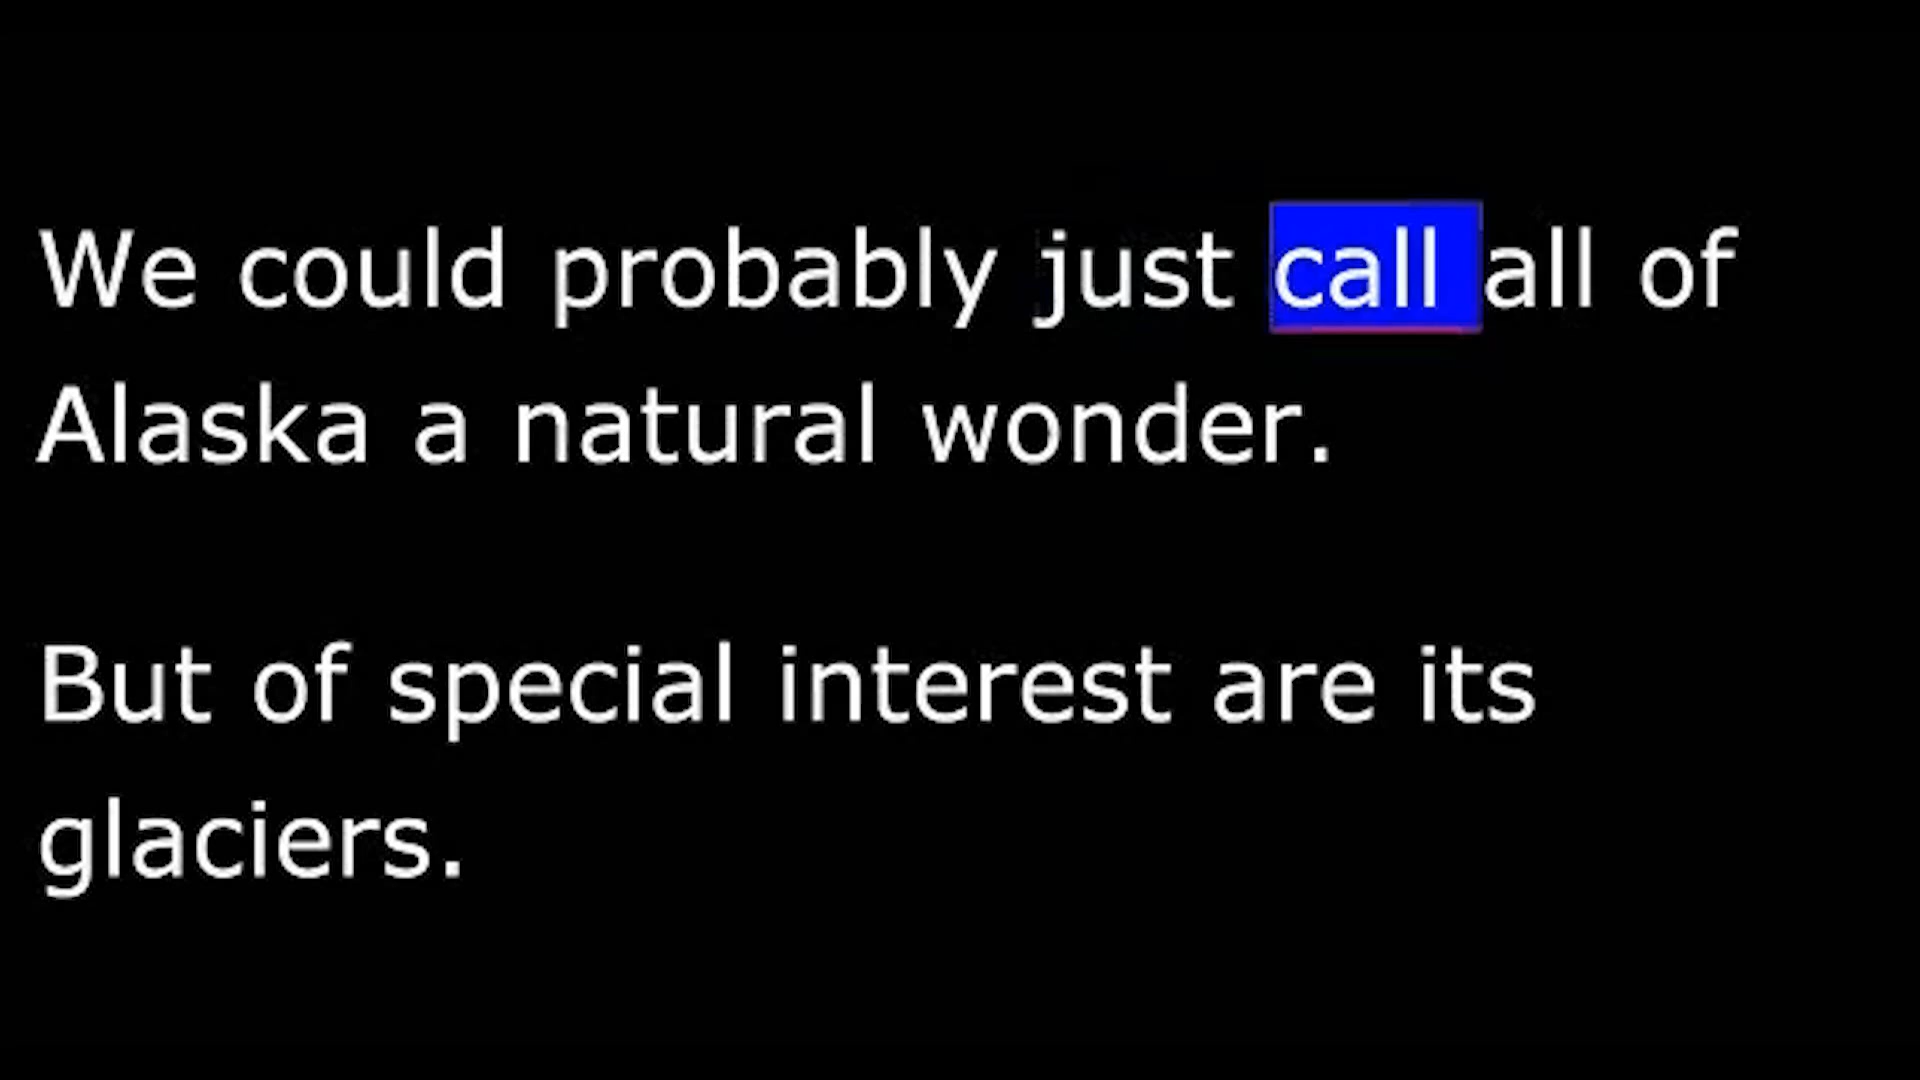 We could probably just call all of
Alaska a natural wonder.
But of special interest are its
glaciers.